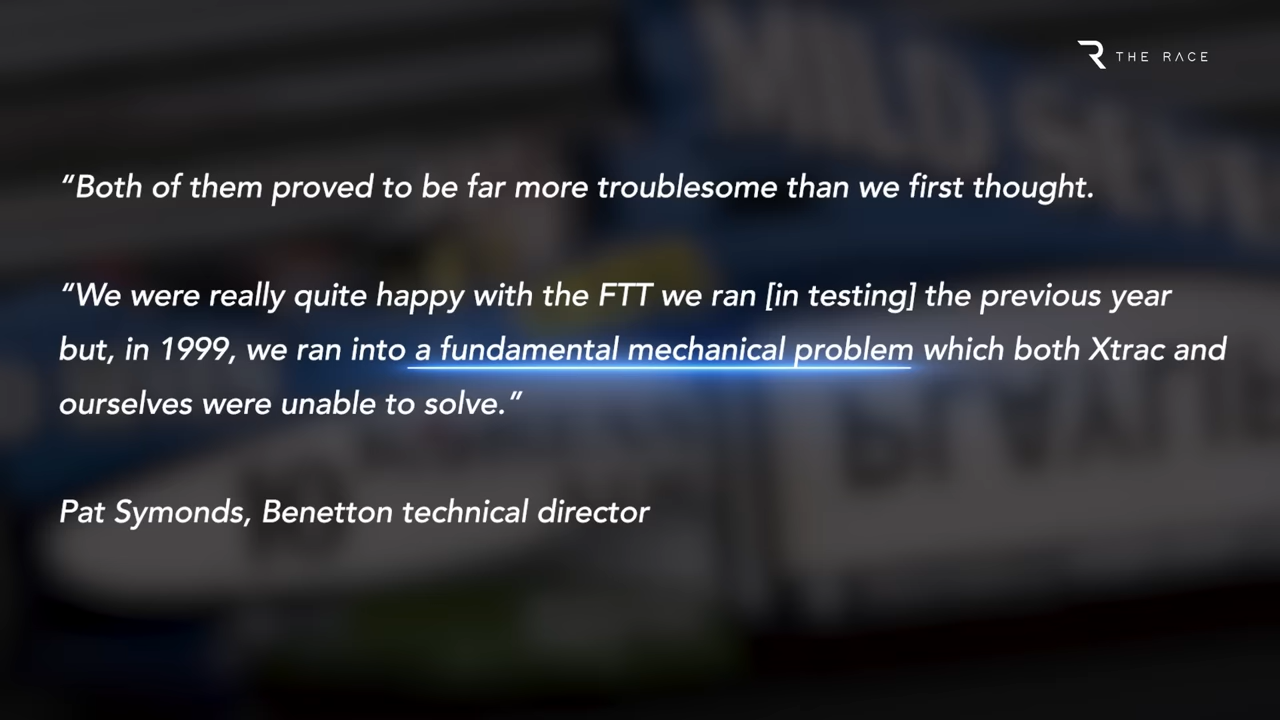 THE RACE
“Both of them proved to be far more troublesome than we first thought.
“We were really quite happy with the FTT we ran [in testing] the previous year
but, in 1999, we ran into a fundamental mechanical problem which both Xtrac and
ourselves were unable to solve.”
Pat Symonds, Benetton technical director